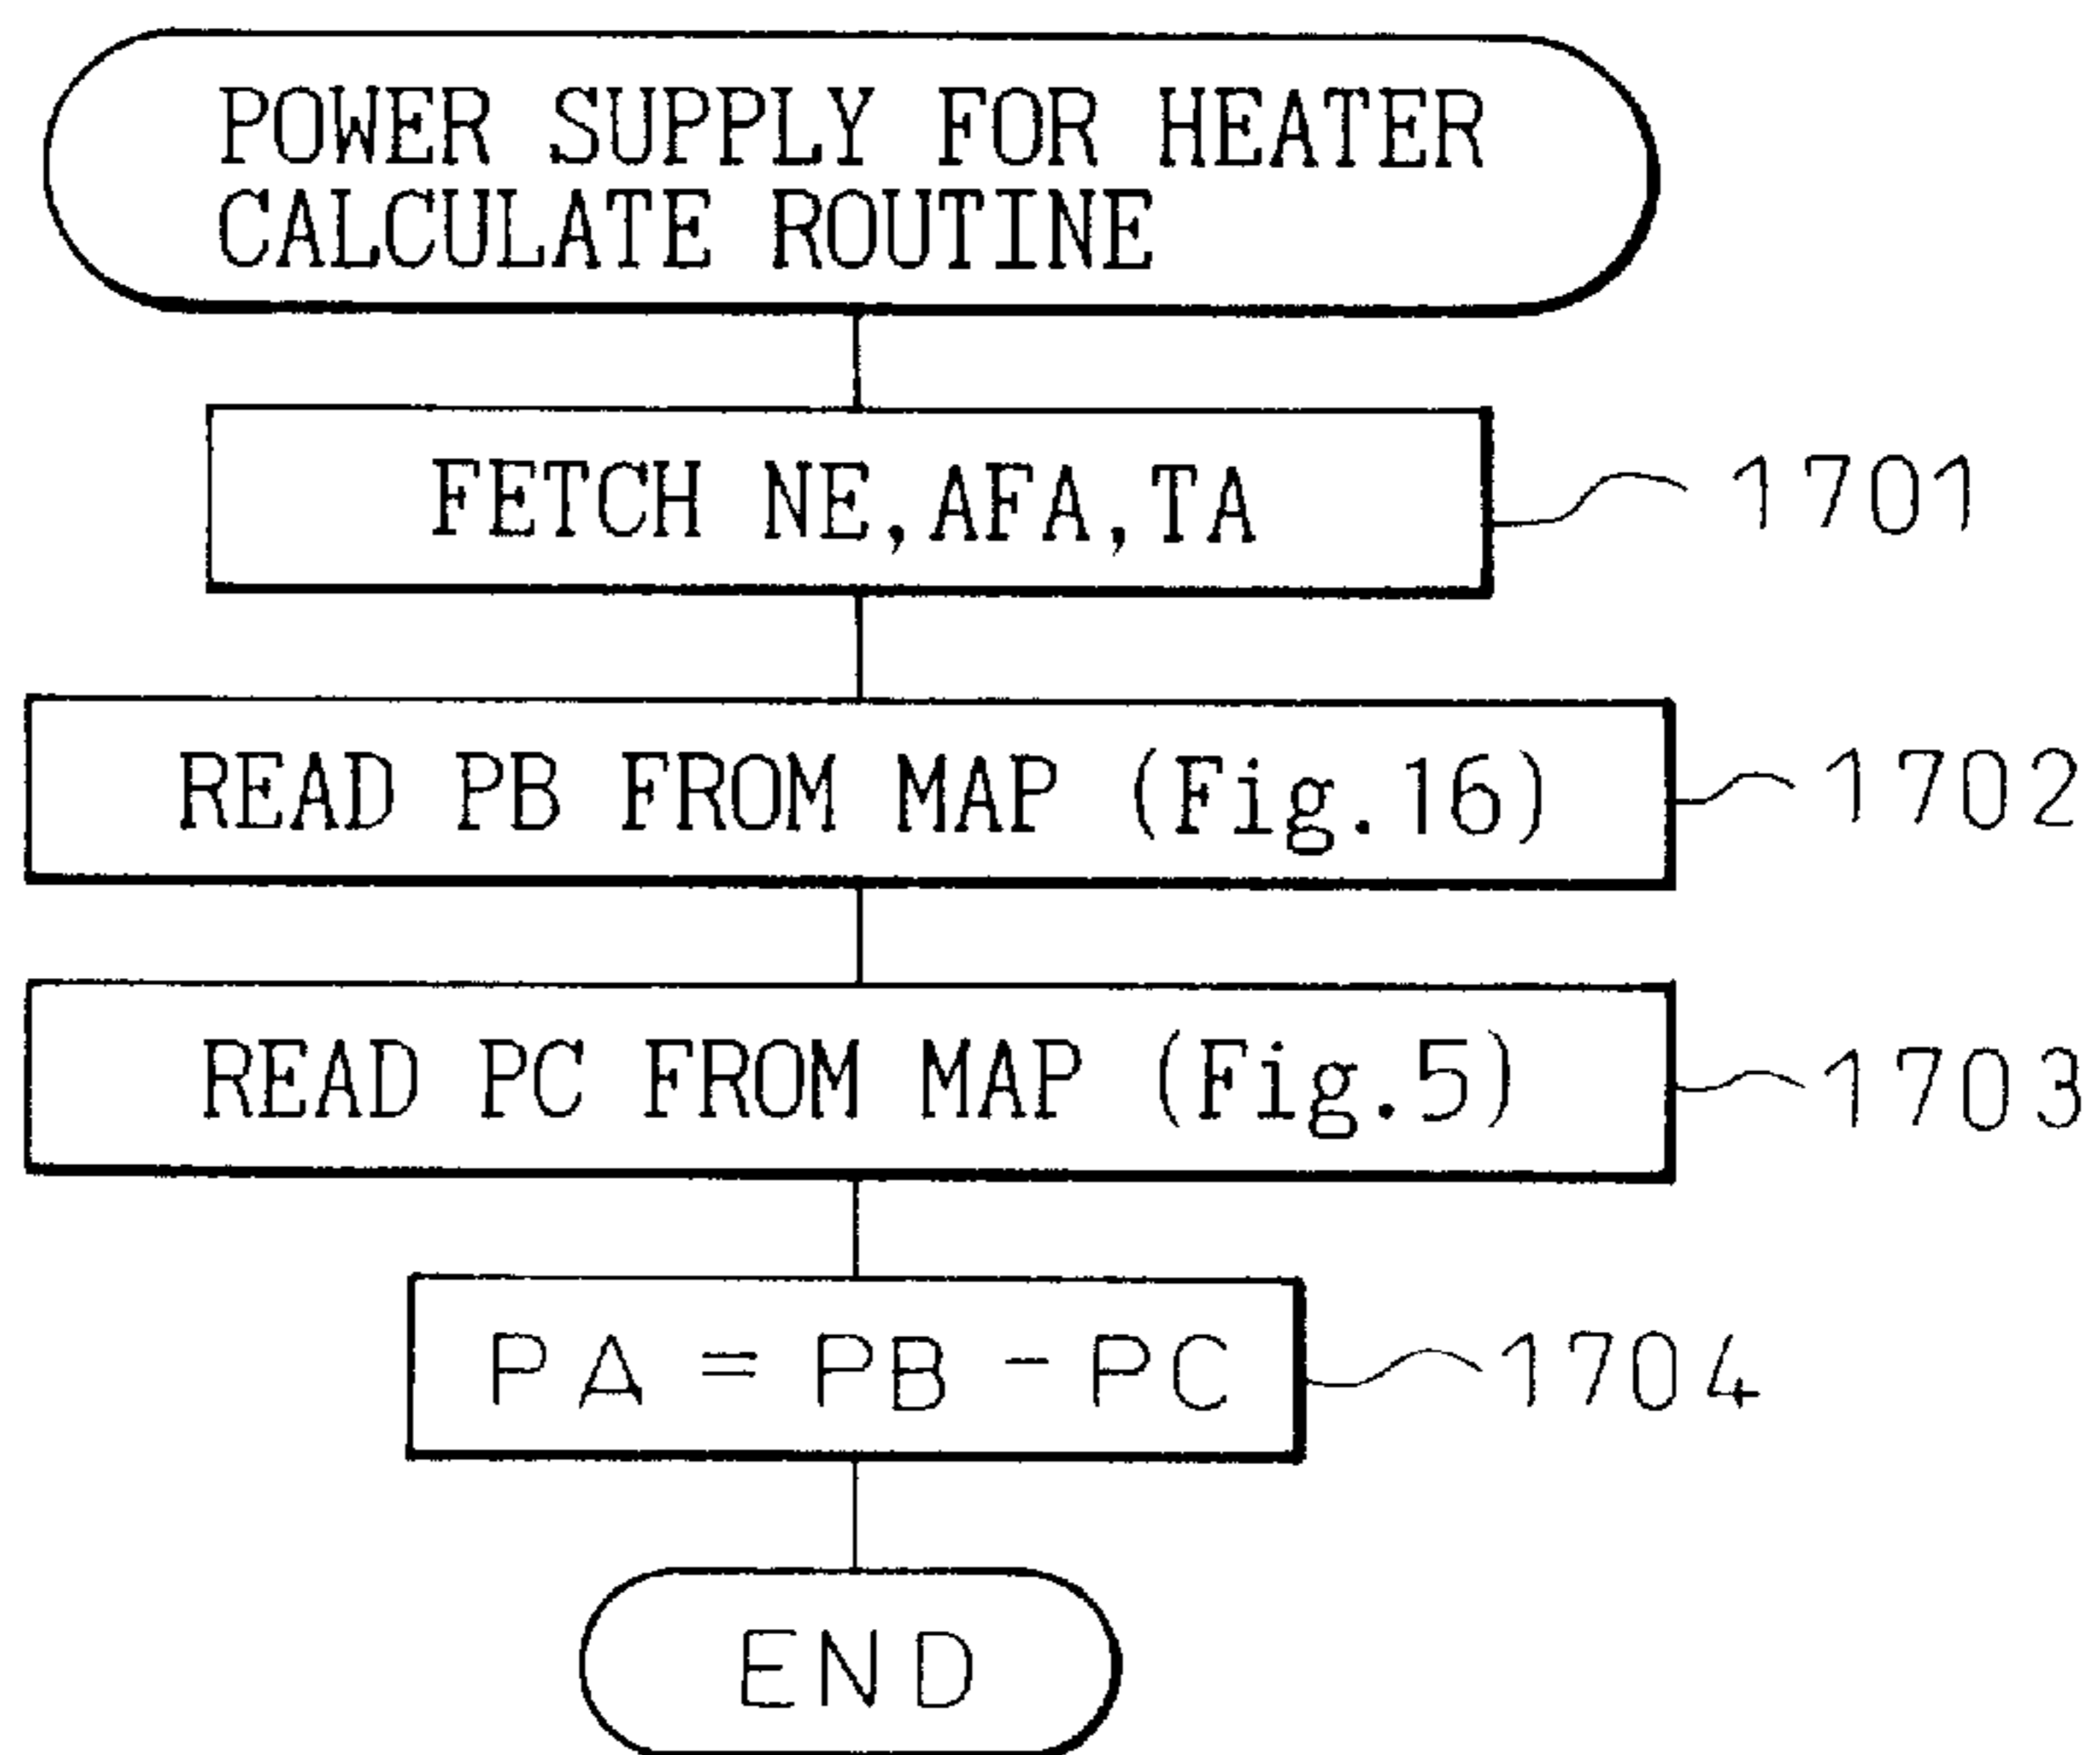 POWER SUPPLY FOR HEATER
CALCULATE ROUTINE
FETCH NE,AFA,TA
1701
READ PB FROM MAP (Fig.16)
1702
READ PC FROM MAP (Fig.5)
1703
PA = PB - PC
1704
END